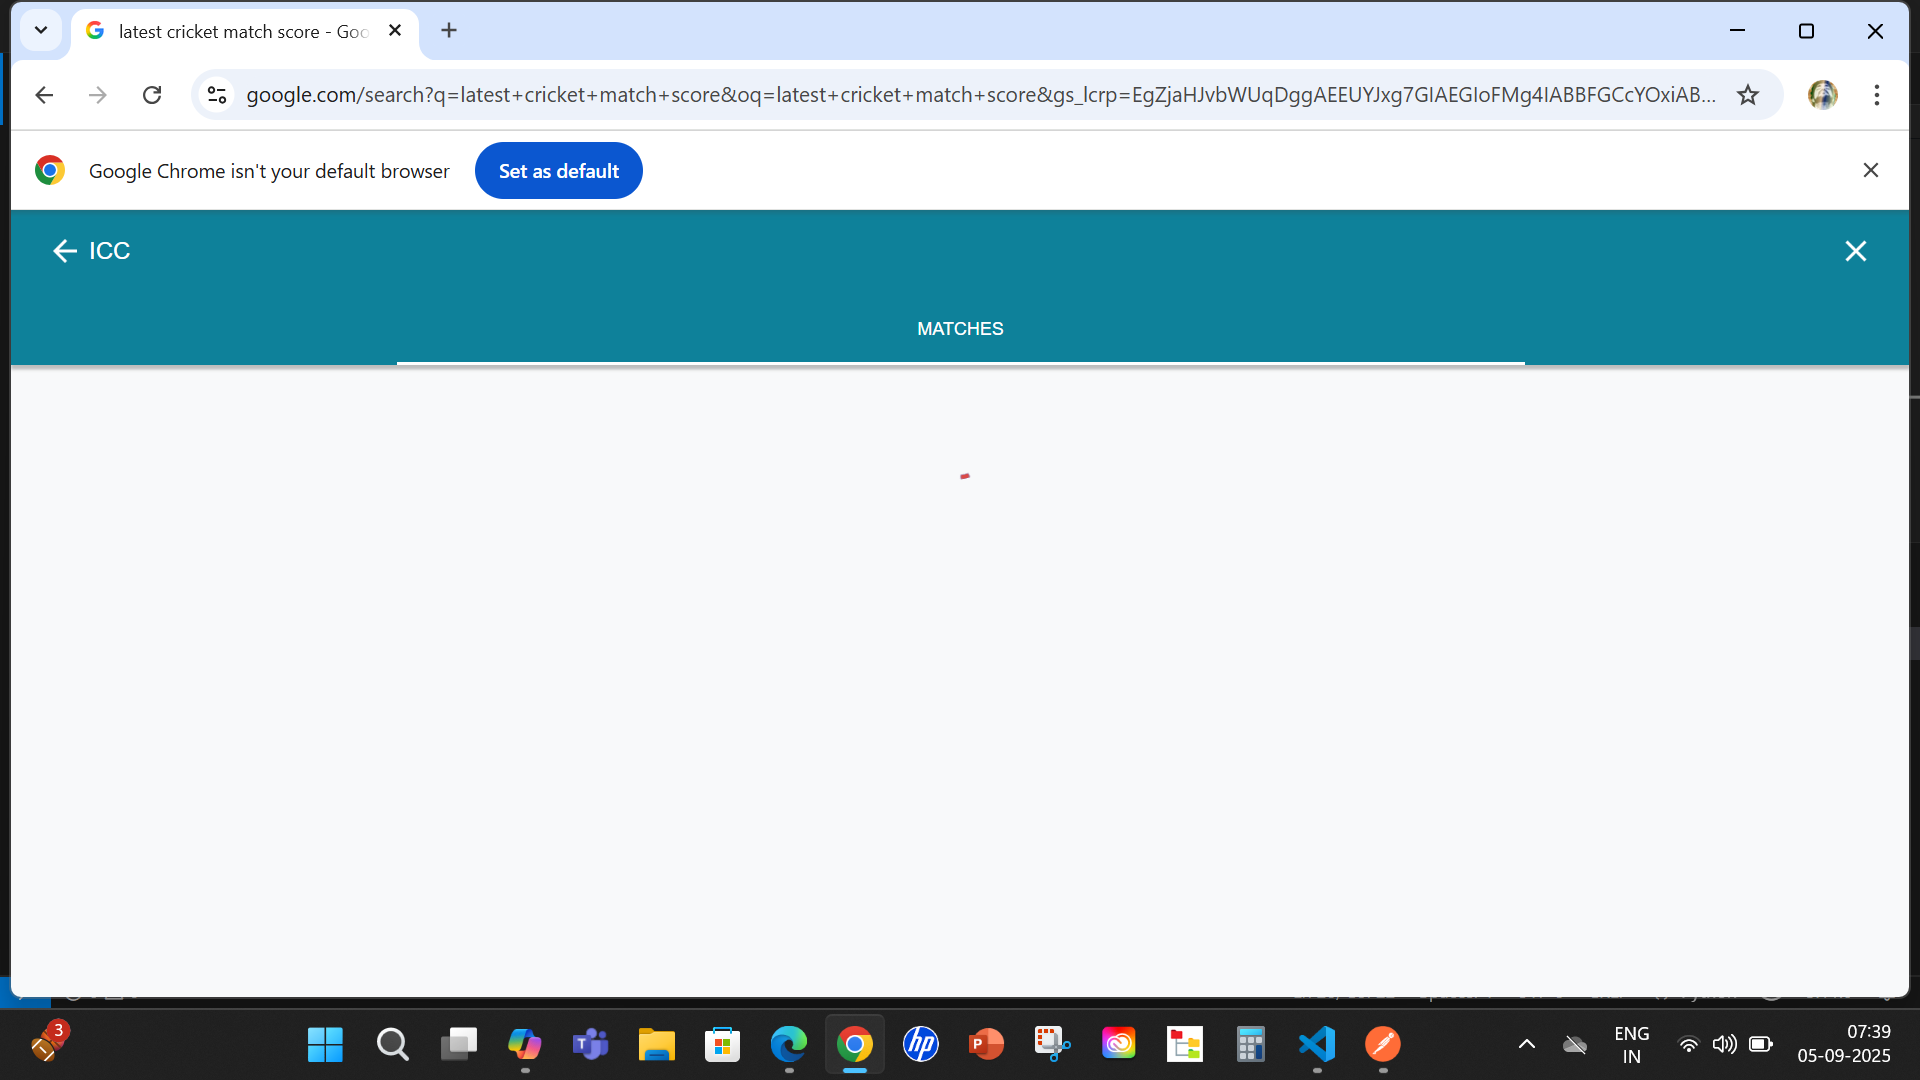 latest cricket match score - Goo
google.com/search?q=latest+cricket+match+score&oq=latest+cricket+match+score&gs_lcrp=EgZjaHJvbWUqDggAEEUYJxg7GIAEGIoFMg4IABBFGCcYOxiAB...
Google Chrome isn't your default browser
Set as default
ICC
MATCHES
3
hp
T
P
ENG
IN
07:39
05-09-2025